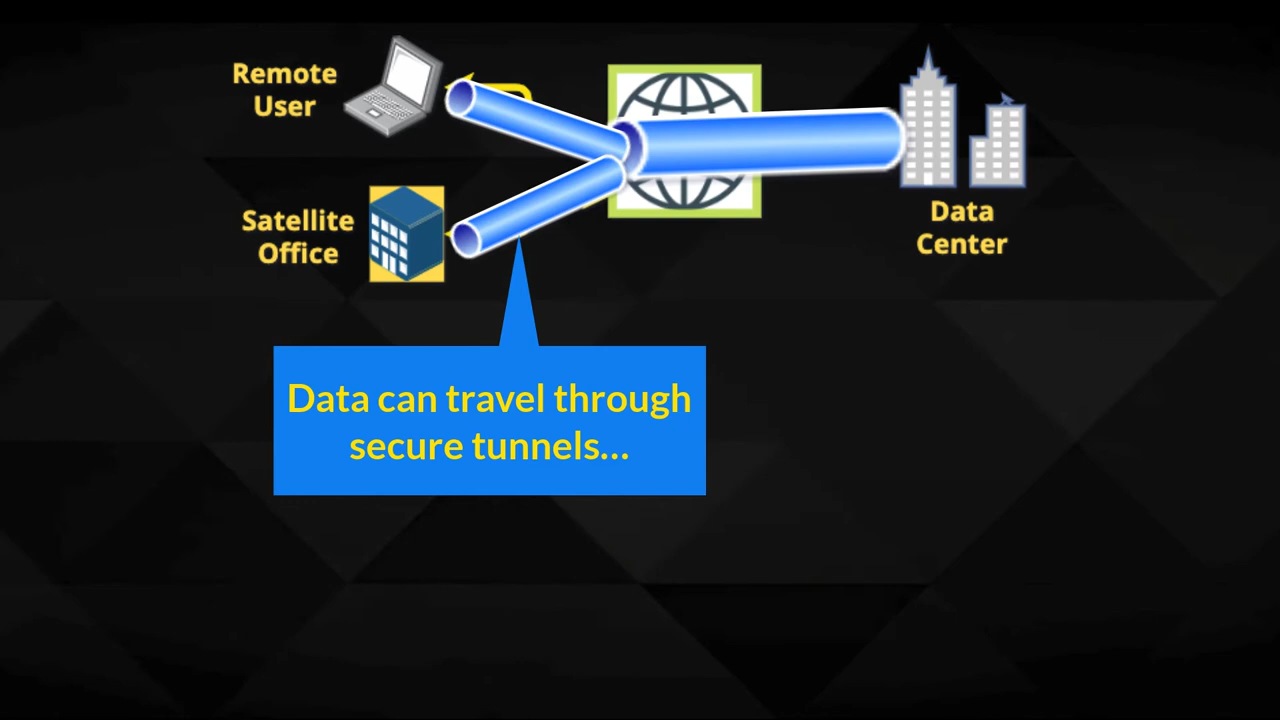 Remote
User
Satellite
Office
Data
Center
Data can travel through
secure tunnels...